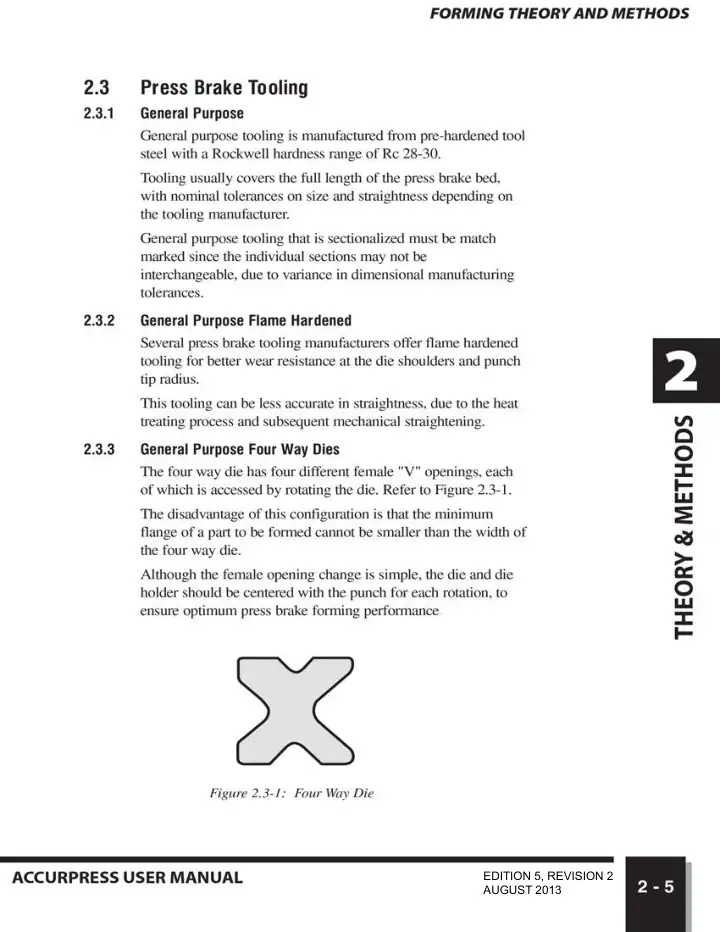 FORMING THEORY AND METHODS
2.3 Press Brake Tooling
2.3.1 General Purpose
General purpose tooling is manufactured from pre-hardened tool
steel with a Rockwell hardness range of Rc 28-30.
Tooling usually covers the full length of the press brake bed,
with nominal tolerances on size and straightness depending on
the tooling manufacturer.
General purpose tooling that is sectionalized must be match
marked since the individual sections may not be
interchangeable, due to variance in dimensional manufacturing
tolerances.
2.3.2 General Purpose Flame Hardened
Several press brake tooling manufacturers offer flame hardened
tooling for better wear resistance at the die shoulders and punch
tip radius.
This tooling can be less accurate in straightness, due to the heat
treating process and subsequent mechanical straightening.
2.3.3 General Purpose Four Way Dies
The four way die has four different female "V" openings, each
of which is accessed by rotating the die. Refer to Figure 2.3-1.
The disadvantage of this configuration is that the minimum
flange of a part to be formed cannot be smaller than the width of
the four way die.
Although the female opening change is simple, the die and die
holder should be centered with the punch for each rotation, to
ensure optimum press brake forming performance
Figure 2.3-1: Four Way Die
2
THEORY & METHODS
ACCURPRESS USER MANUAL
EDITION 5, REVISION 2
AUGUST 2013
2 - 5